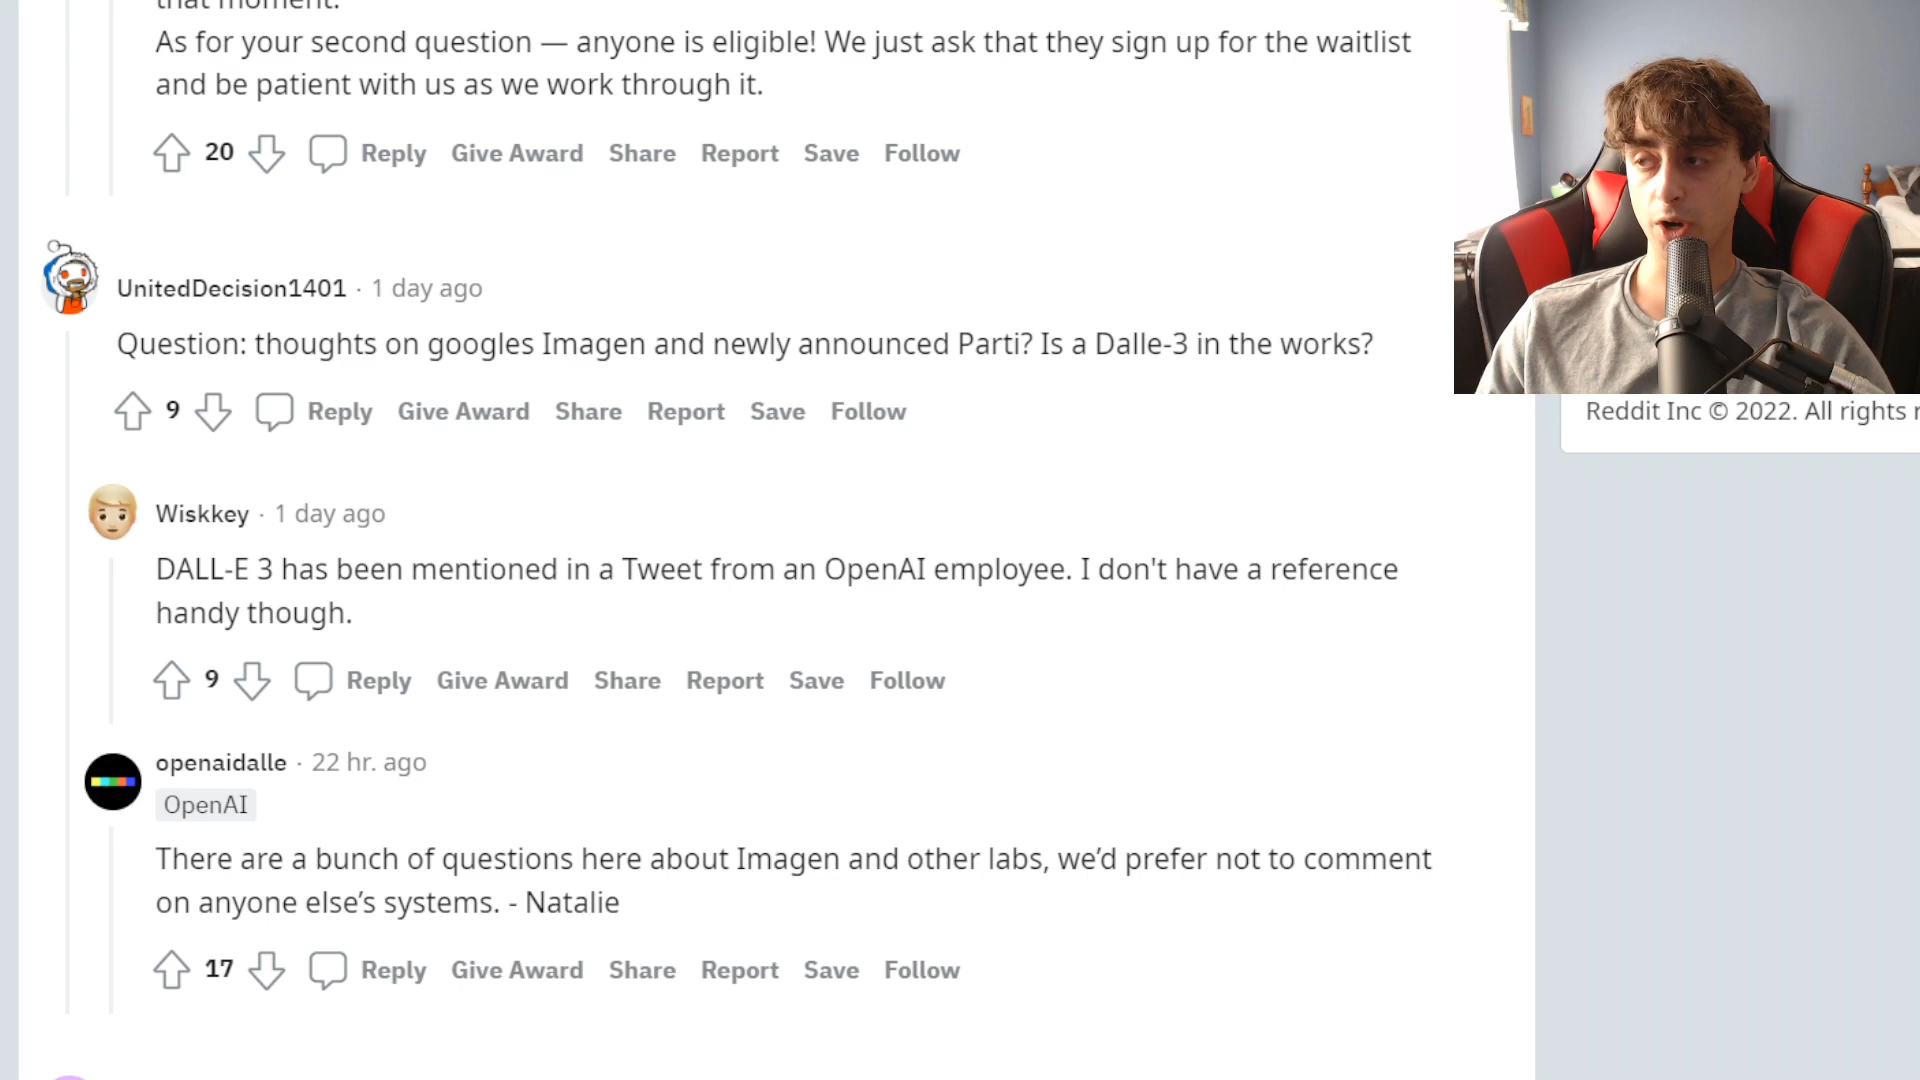 that moment.
As for your second question — anyone is eligible! We just ask that they sign up for the waitlist
and be patient with us as we work through it.
20 Reply Give Award Share Report Save Follow
UnitedDecision1401 · 1 day ago
Question: thoughts on googles Imagen and newly announced Parti? Is a Dalle-3 in the works?
9 Reply Give Award Share Report Save Follow
Reddit Inc © 2022. All rights r
Wiskkey · 1 day ago
DALL-E 3 has been mentioned in a Tweet from an OpenAI employee. I don't have a reference
handy though.
9 Reply Give Award Share Report Save Follow
openaidalle · 22 hr. ago
OpenAI
There are a bunch of questions here about Imagen and other labs, we’d prefer not to comment
on anyone else’s systems. - Natalie
17 Reply Give Award Share Report Save Follow